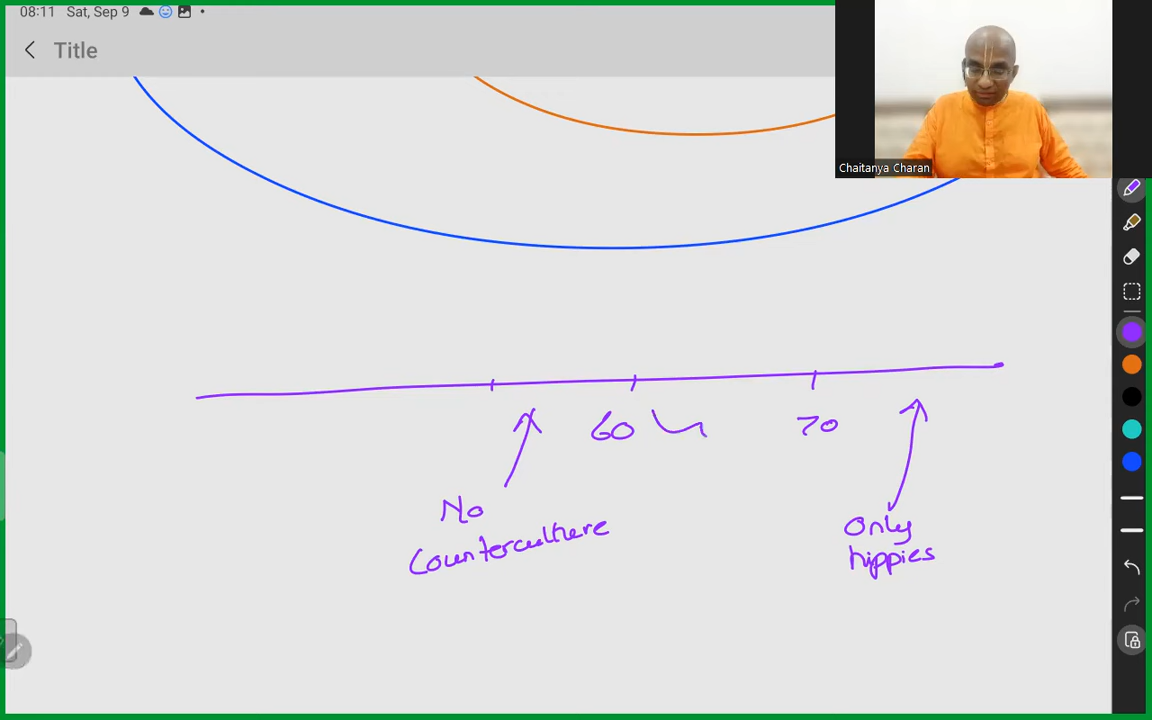 08:11 Sat, Sep 9
Title
Chaitanya Charan
60
70
No
Counterculture
Only
hippies